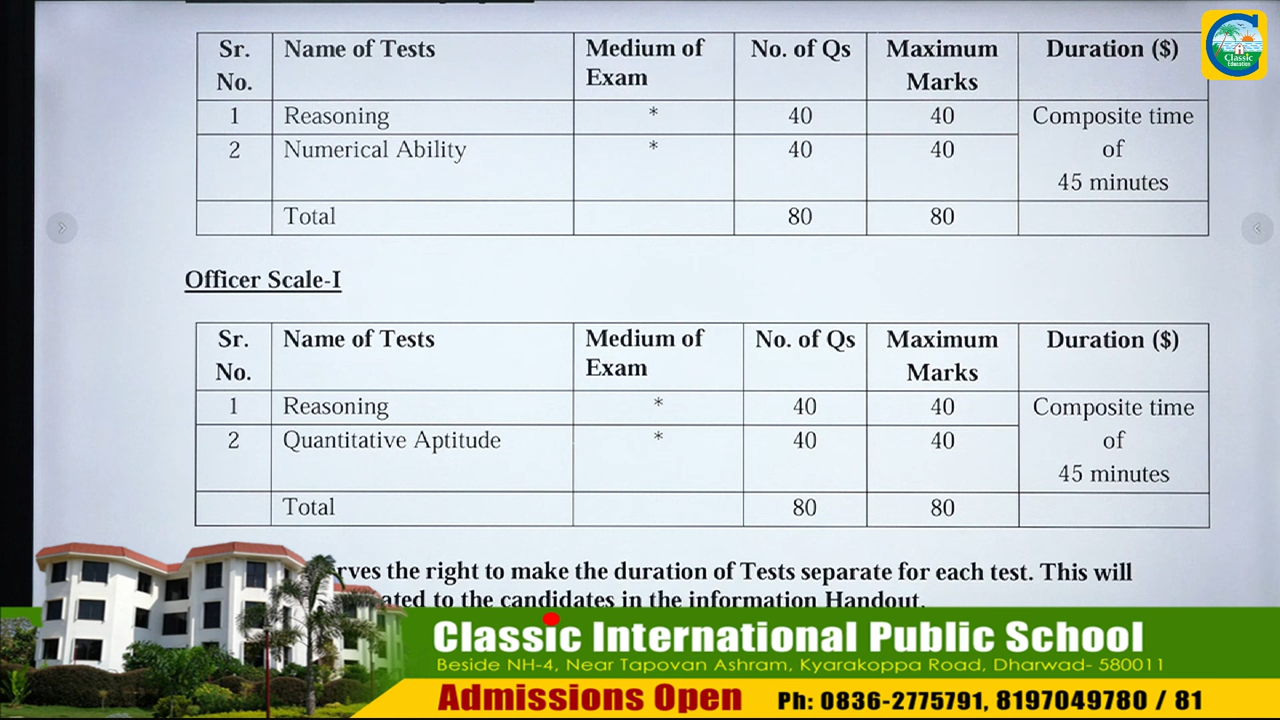 Sr. No. Name of Tests Medium of Exam No. of Qs Maximum Marks Duration ($)
1 Reasoning * 40 40 Composite time of 45 minutes
2 Numerical Ability * 40 40
Total 80 80
Officer Scale-I
Sr. No. Name of Tests Medium of Exam No. of Qs Maximum Marks Duration ($)
1 Reasoning * 40 40 Composite time of 45 minutes
2 Quantitative Aptitude * 40 40
Total 80 80
the right to make the duration of Tests separate for each test. This will
to the candidates in the information Handout.
Classic International Public School
Beside NH-4, Near Tapovan Ashram, Kyarakoppa Road, Dharwad- 580011
Admissions Open Ph: 0836-2775791, 8197049780 / 81
Classic
Education